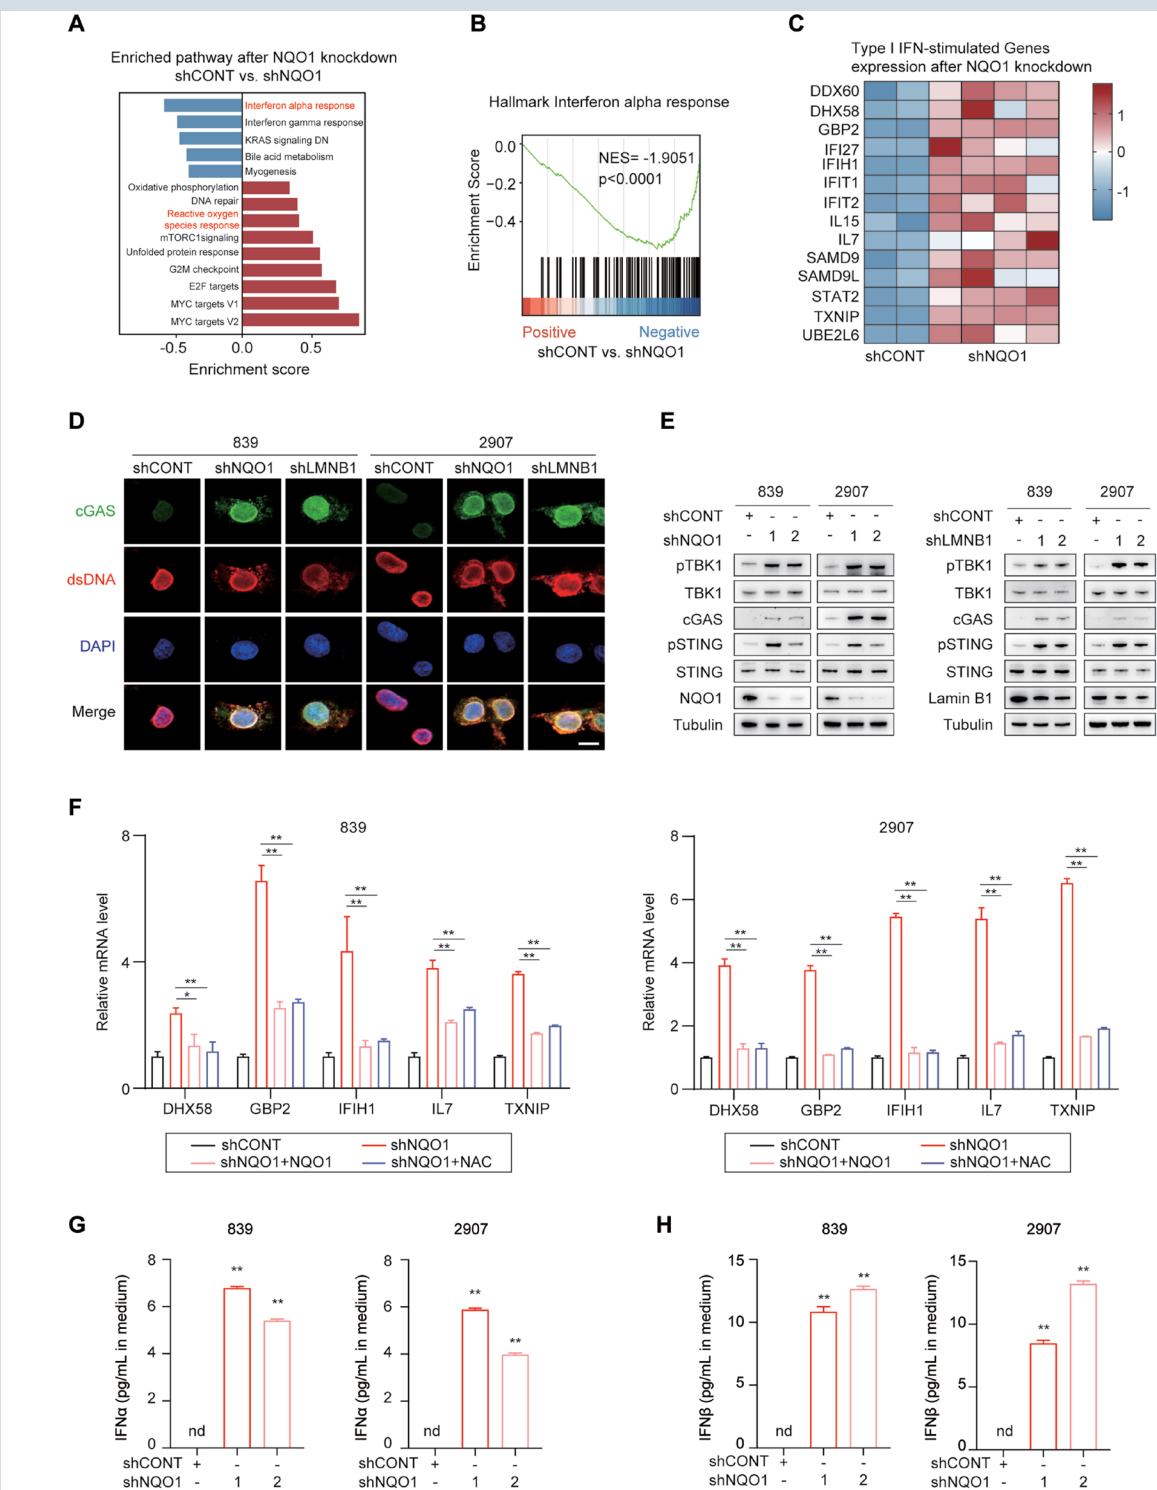 A
Enriched pathway after NQO1 knockdown
shCONT vs. shNQO1
Interferon alpha response
Interferon gamma response
KRAS signaling DN
Bile acid metabolism
Myogenesis
Oxidative phosphorylation
DNA repair
Reactive oxygen
species response
mTORC1signaling
Unfolded protein response
G2M checkpoint
E2F targets
MYC targets V1
MYC targets V2
-0.5 0.0 0.5
Enrichment score
B
Hallmark Interferon alpha response
NES= -1.9051
p<0.0001
0.0
-0.2
-0.4
Enrichment Score
Positive Negative
shCONT vs. shNQO1
C
Type I IFN-stimulated Genes
expression after NQO1 knockdown
DDX60
DHX58
GBP2
IFI27
IFIH1
IFIT1
IFIT2
IL15
IL7
SAMD9
SAMD9L
STAT2
TXNIP
UBE2L6
shCONT shNQO1
1
0
-1
D
839 2907
shCONT shNQO1 shLMNB1 shCONT shNQO1 shLMNB1
cGAS
dsDNA
DAPI
Merge
E
839 2907
shCONT + - - + - -
shNQO1 - 1 2 - 1 2
pTBK1
TBK1
cGAS
pSTING
STING
NQO1
Tubulin
839 2907
shCONT + - - + - -
shLMNB1 - 1 2 - 1 2
pTBK1
TBK1
cGAS
pSTING
STING
Lamin B1
Tubulin
F
839
Relative mRNA level
8
4
0
** * ** ** ** ** ** ** ** **
DHX58 GBP2 IFIH1 IL7 TXNIP
shCONT shNQO1
shNQO1+NQO1 shNQO1+NAC
2907
Relative mRNA level
8
6
4
2
0
** ** ** ** ** ** ** ** ** **
DHX58 GBP2 IFIH1 IL7 TXNIP
shCONT shNQO1
shNQO1+NQO1 shNQO1+NAC
G
839
IFNα (pg/mL in medium)
8
6
4
2
0
nd ** **
shCONT + - -
shNQO1 - 1 2
2907
IFNα (pg/mL in medium)
8
6
4
2
0
nd ** **
shCONT + - -
shNQO1 - 1 2
H
839
IFNβ (pg/mL in medium)
15
10
5
0
nd ** **
shCONT + - -
shNQO1 - 1 2
2907
IFNβ (pg/mL in medium)
15
10
5
0
nd ** **
shCONT + - -
shNQO1 - 1 2